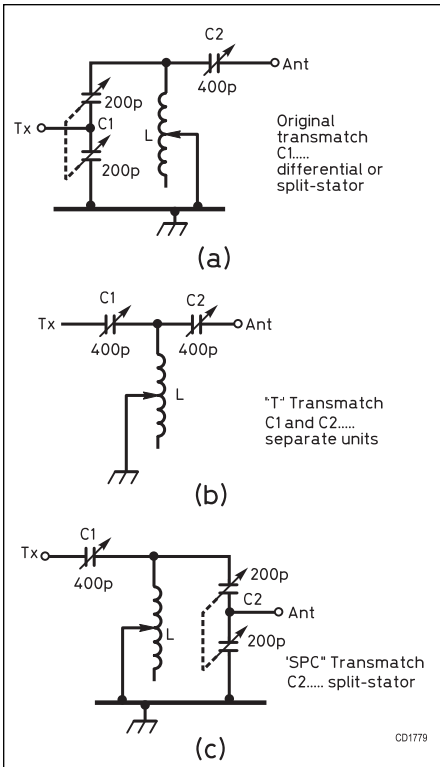 C2
Ant
400p
200p
Tx
C1
L
200p
Original
transmatch
C1.....
differential or
split-stator
(a)
C1
C2
Tx
Ant
400p
400p
L
"T" Transmatch
C1 and C2.....
separate units
(b)
C1
Tx
400p
200p
C2
Ant
L
200p
'SPC" Transmatch
C2..... split-stator
CD1779
(c)